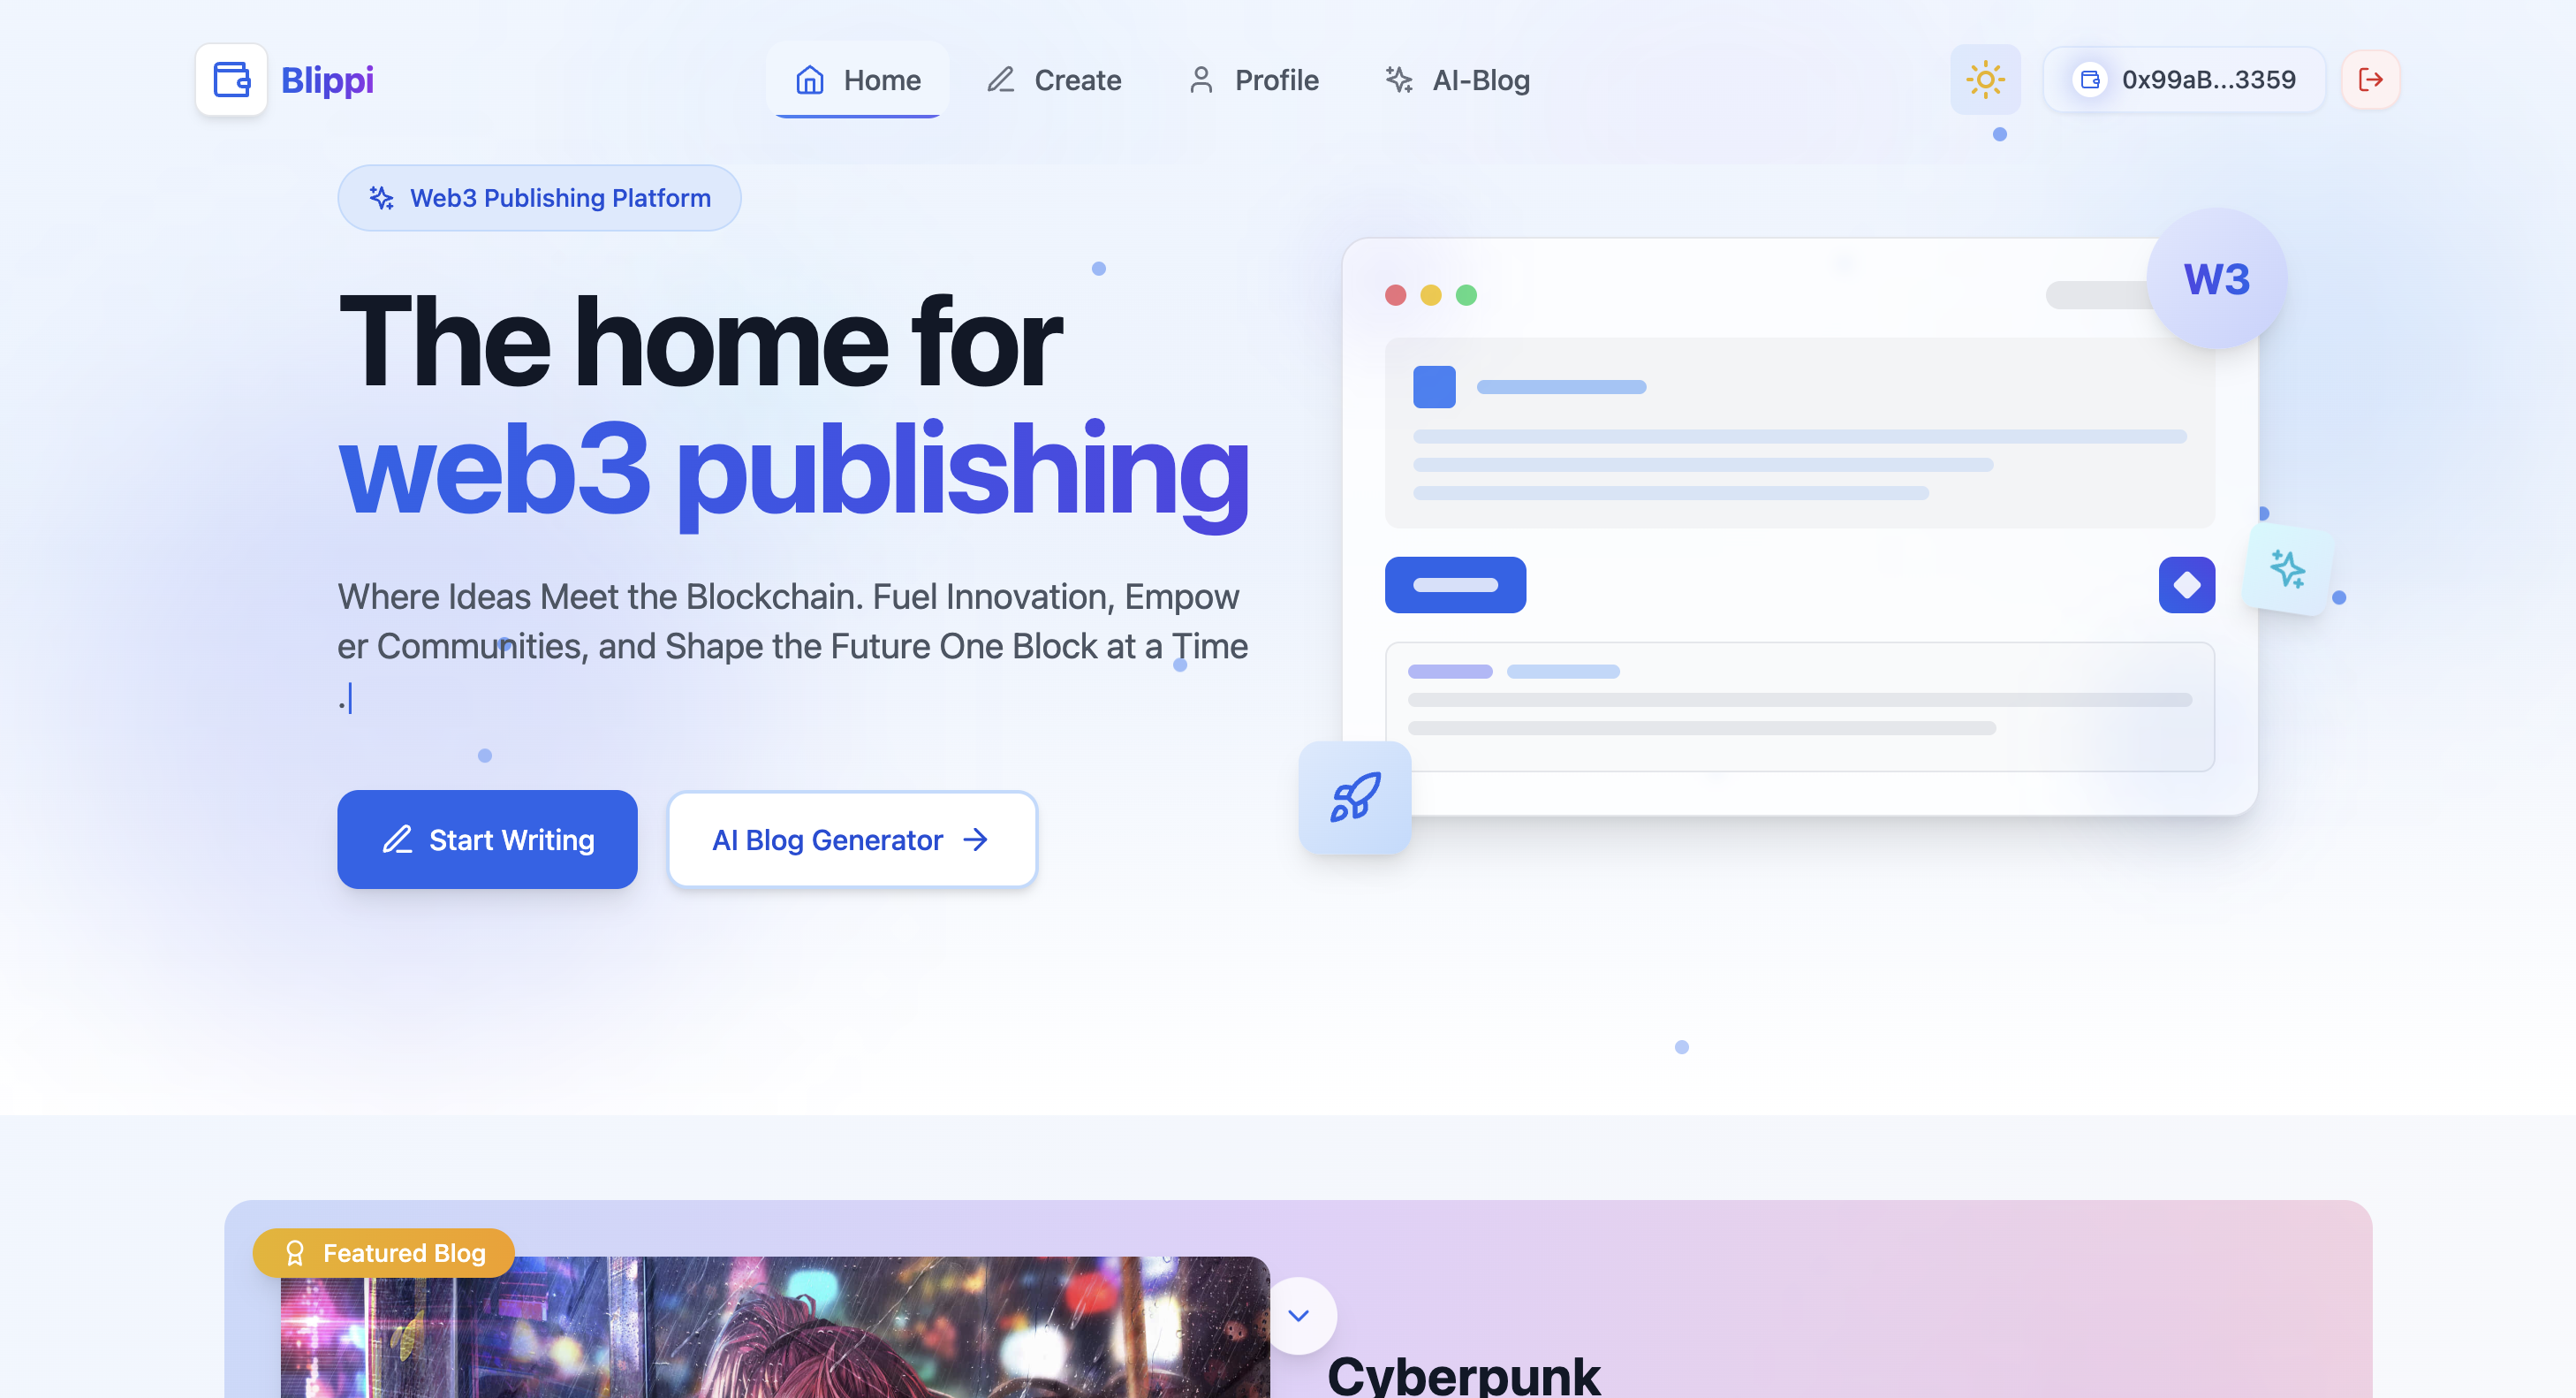 Blippi
Home
Create
Profile
AI-Blog
0x99aB...3359
Web3 Publishing Platform
The home for
web3 publishing
Where Ideas Meet the Blockchain. Fuel Innovation, Empow
er Communities, and Shape the Future One Block at a Time
.
Start Writing
AI Blog Generator
W3
Featured Blog
Cyberpunk